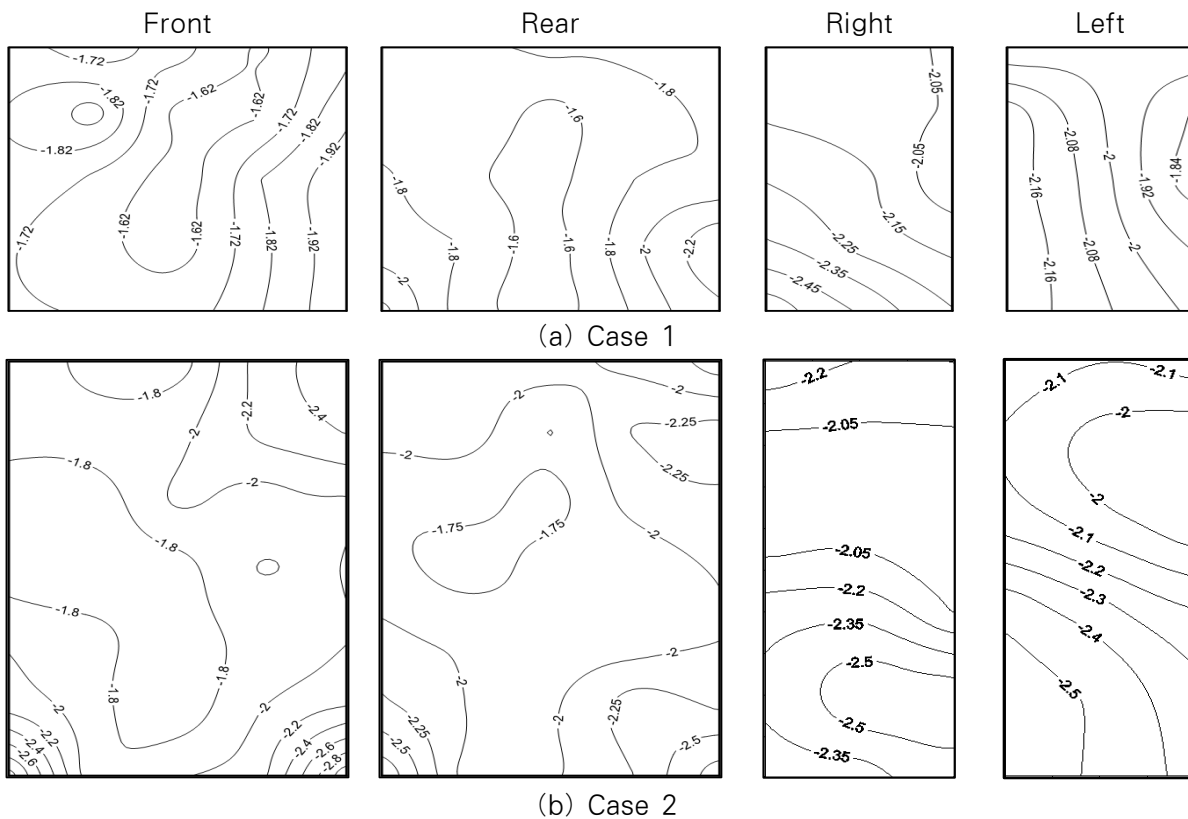 Front Rear Right Left
-1.72 -1.82 -1.72 -1.62 -1.62 -1.72 -1.82 -1.92 -1.82 -1.72 -1.62 -1.62 -1.72 -1.82 -1.92
-1.8 -1.6 -1.8 -1.8 -1.6 -1.6 -1.8 -2 -2.2 -2
-2.05 -2.05 -2.15 -2.25 -2.35 -2.45
-2.08 -2 -1.84 -1.92 -2.16 -2.08 -2 -2.16
(a) Case 1
-1.8 -2.2 -2.4 -2 -1.8 -2 -1.8 -1.8 -1.8 -1.8 -2 -2.2 -2.4 -2.6 -2 -2.2 -2.4 -2.6 -2.8
-2 -2 -2.25 -2 -2.25 -1.75 -1.75 -2 -2 -2 -2.25 -2.5 -2 -2.25 -2.5
-2.2 -2.05 -2.05 -2.2 -2.35 -2.5 -2.5 -2.35
-2.1 -2.1 -2 -2 -2.1 -2.2 -2.3 -2.4 -2.5
(b) Case 2